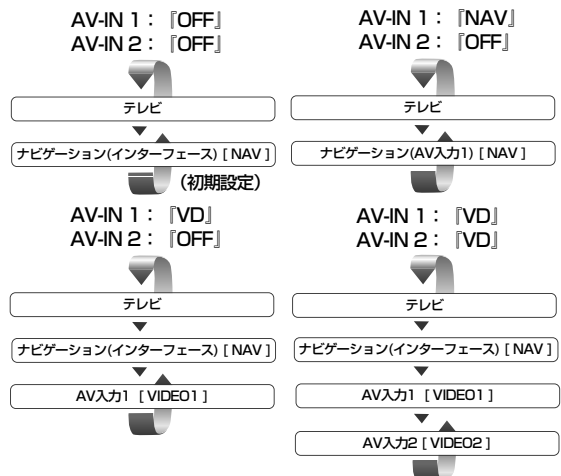 AV-IN 1：『OFF』
AV-IN 2：『OFF』
テレビ
ナビゲーション(インターフェース) [ NAV ]
(初期設定)
AV-IN 1：『NAV』
AV-IN 2：『OFF』
テレビ
ナビゲーション(AV入力1) [ NAV ]
AV-IN 1：『VD』
AV-IN 2：『OFF』
テレビ
ナビゲーション(インターフェース) [ NAV ]
AV入力1 [ VIDEO1 ]
AV-IN 1：『VD』
AV-IN 2：『VD』
テレビ
ナビゲーション(インターフェース) [ NAV ]
AV入力1 [ VIDEO1 ]
AV入力2 [ VIDEO2 ]